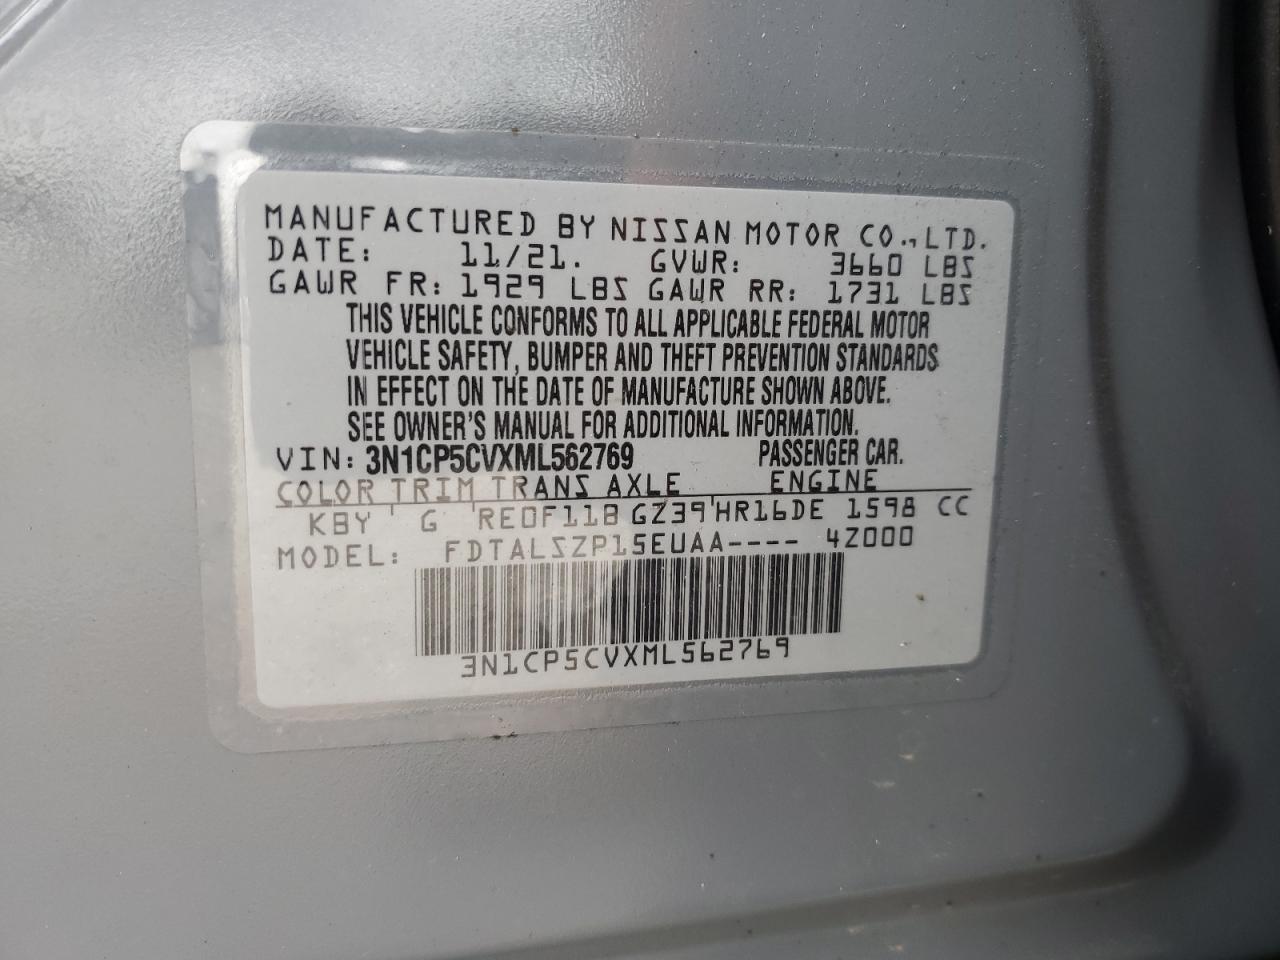 MANUFACTURED BY NISSAN MOTOR CO., LTD.
DATE: 11/21. GVWR: 3660 LBS
GAWR FR: 1929 LBS GAWR RR: 1731 LBS
THIS VEHICLE CONFORMS TO ALL APPLICABLE FEDERAL MOTOR
VEHICLE SAFETY, BUMPER AND THEFT PREVENTION STANDARDS
IN EFFECT ON THE DATE OF MANUFACTURE SHOWN ABOVE.
SEE OWNER'S MANUAL FOR ADDITIONAL INFORMATION.
VIN: 3N1CP5CVXML562769 PASSENGER CAR.
COLOR TRIM TRANS AXLE ENGINE
KBY G RE0F11B GZ39 HR16DE 1598 CC
MODEL: FDTALSZP15EUAA---- 4Z000
3N1CP5CVXML562769